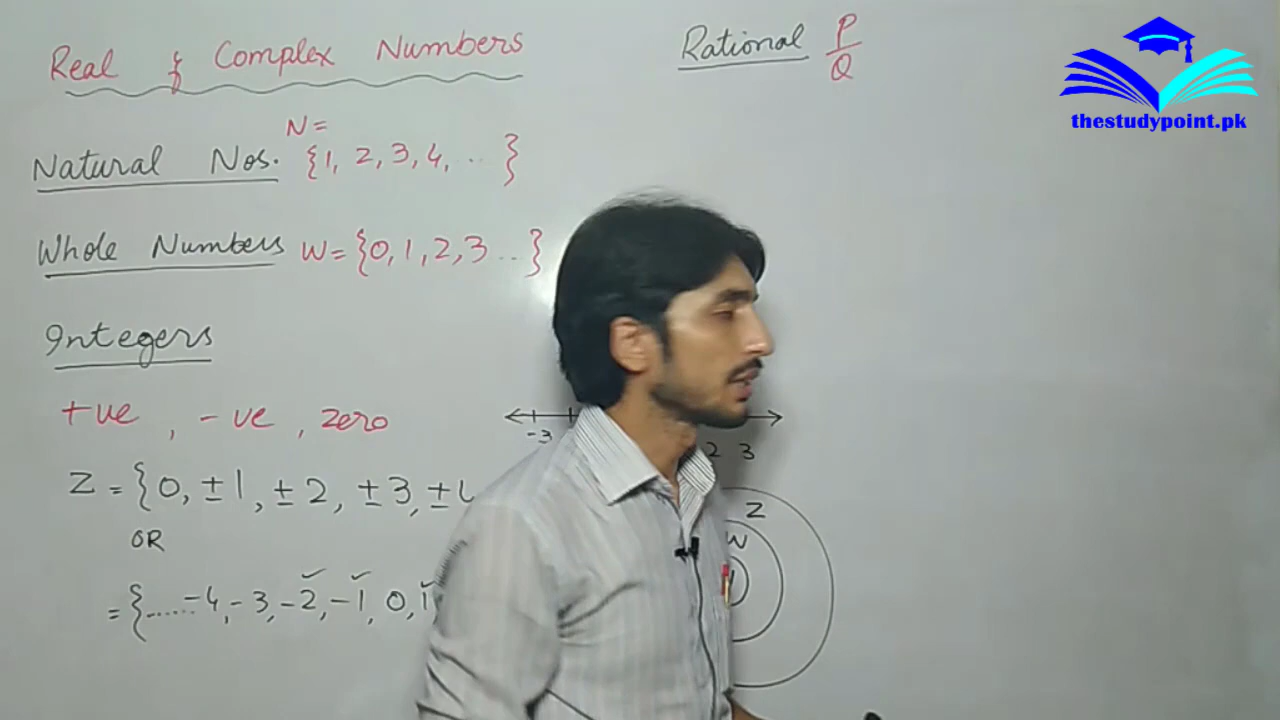 Real & Complex Numbers
N =
Natural Nos. {1, 2, 3, 4, ... }
Whole Numbers W = {0, 1, 2, 3 ... }
Integers
+ve , -ve , zero
Z = {0, ±1, ±2, ±3, ±
OR
= {......-4, -3, -2, -1, 0, 1
Rational P/Q
thestudypoint.pk
-3 2 3
Z
W